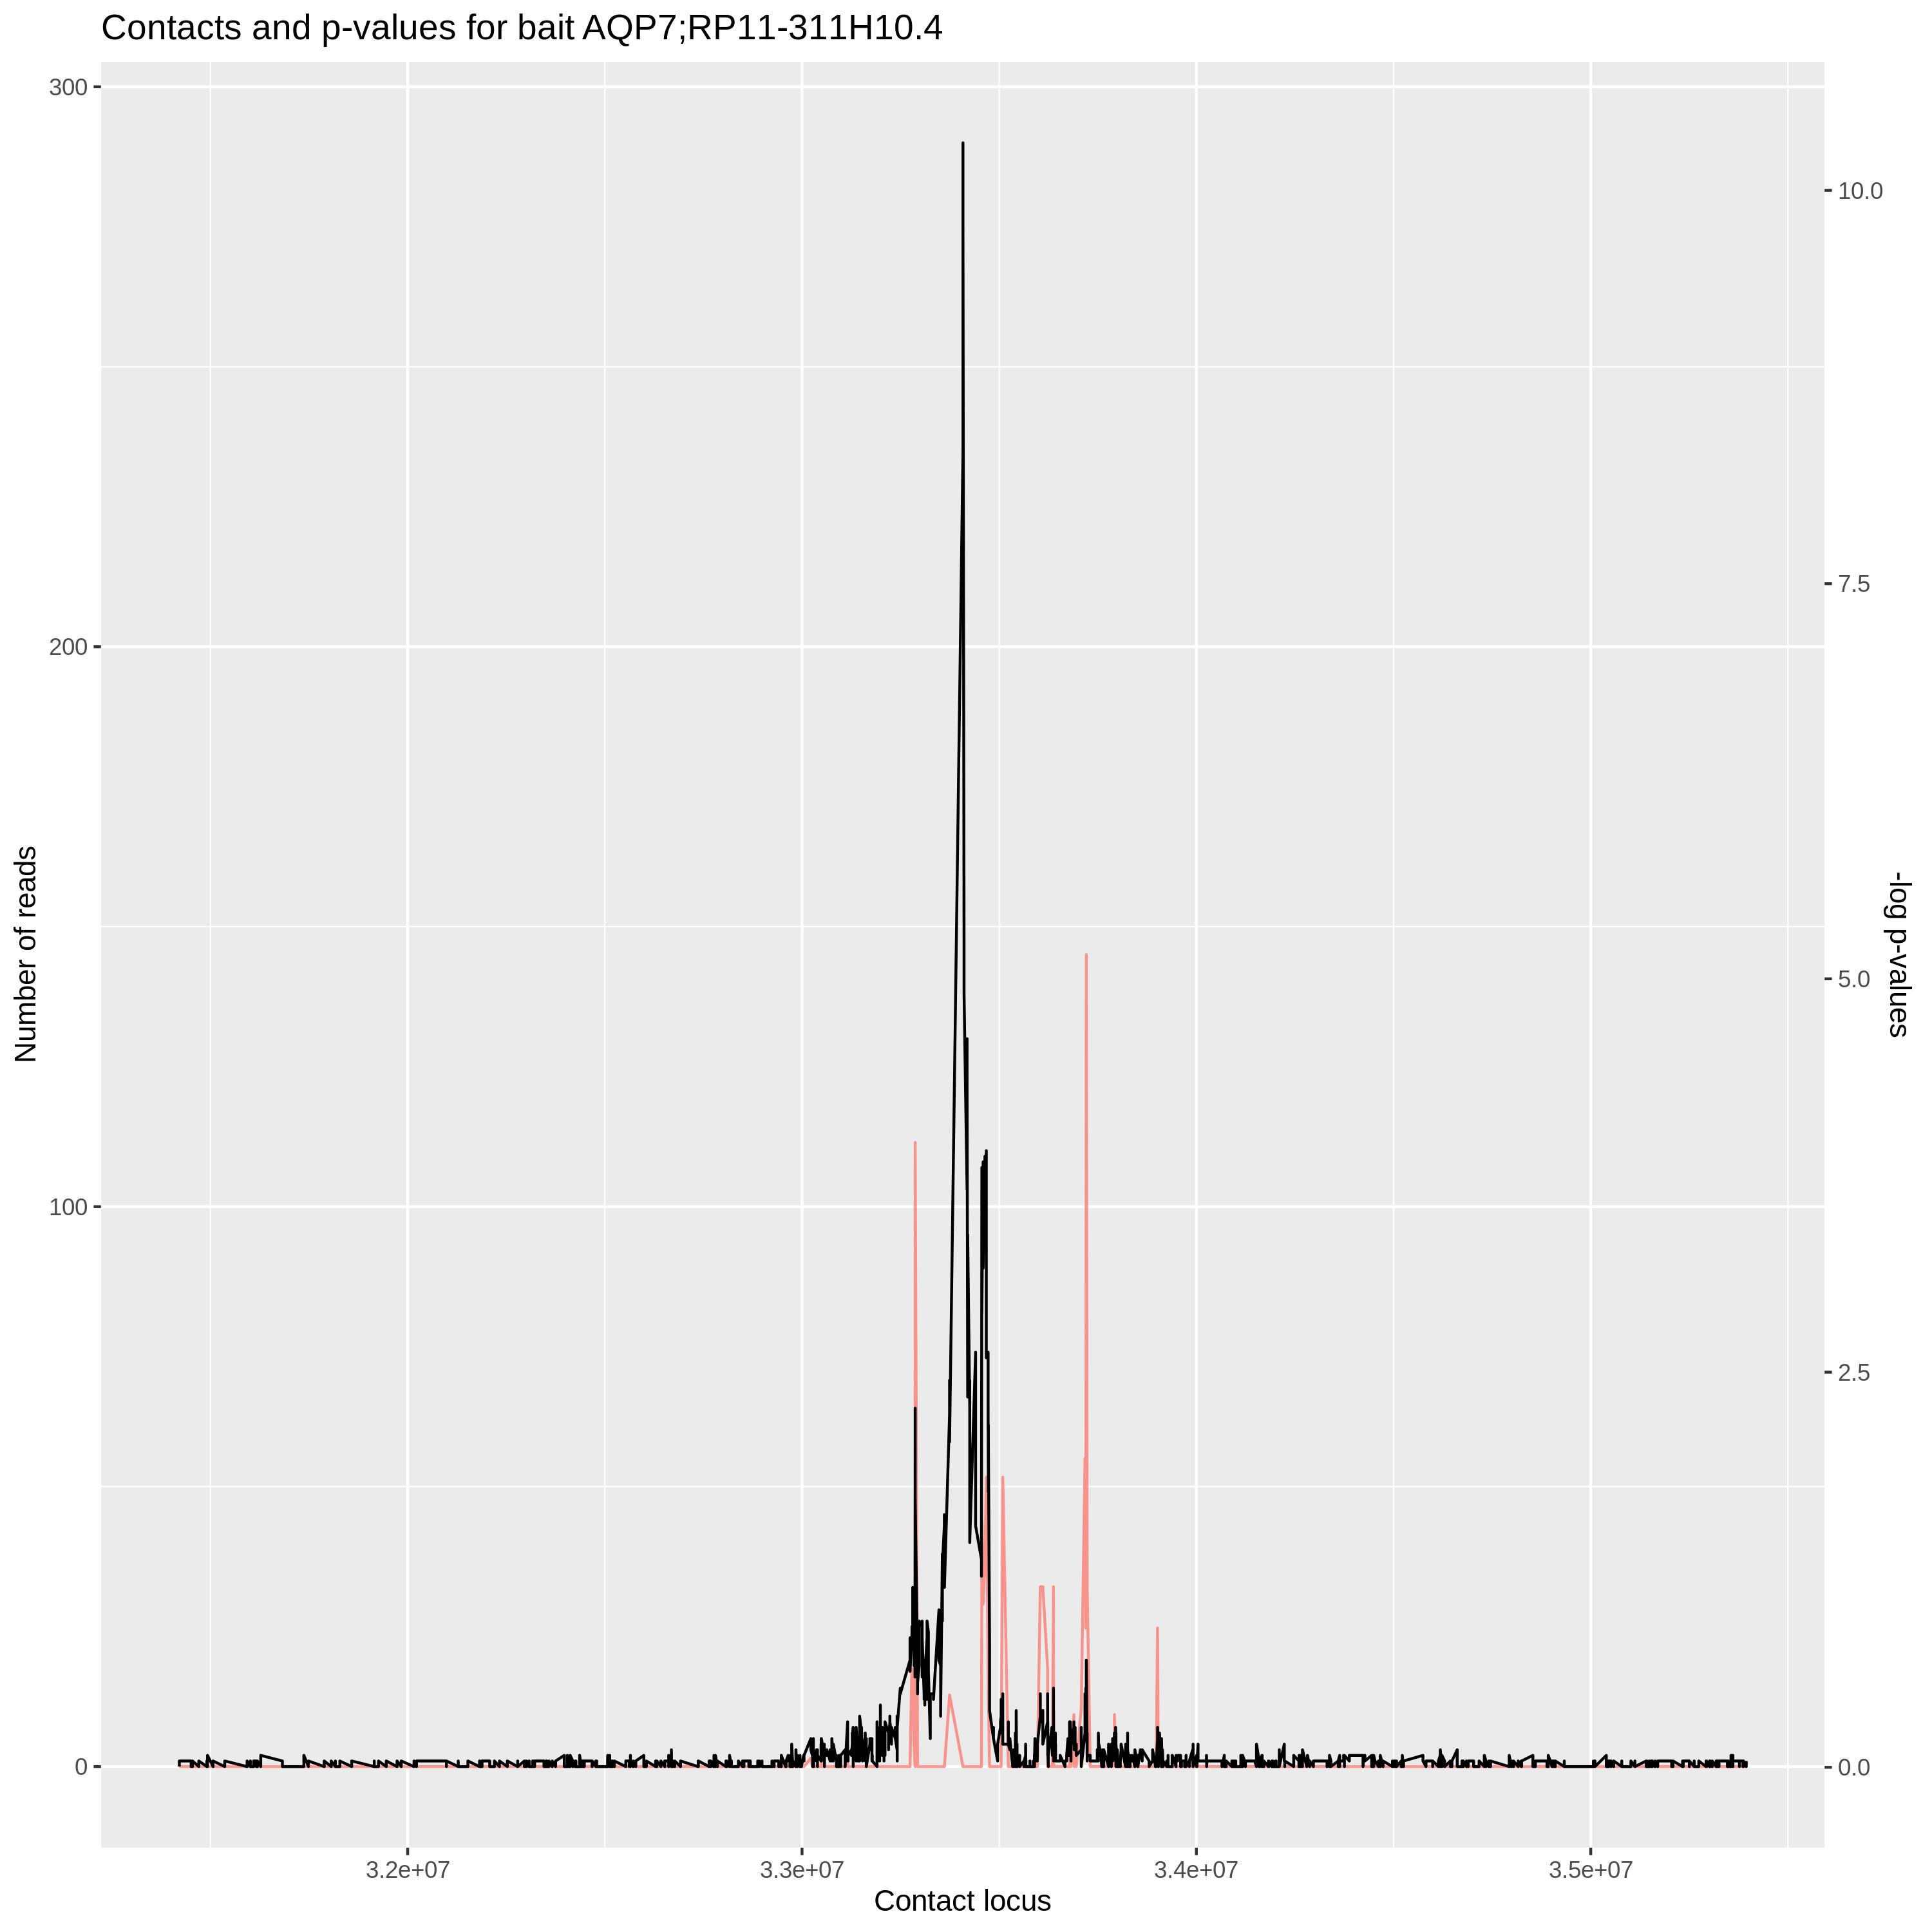 Contacts and p-values for bait AQP7;RP11-311H10.4
300
200
100
0
Number of reads
10.0
7.5
5.0
2.5
0.0
-log p-values
3.2e+07
3.3e+07
3.4e+07
3.5e+07
Contact locus